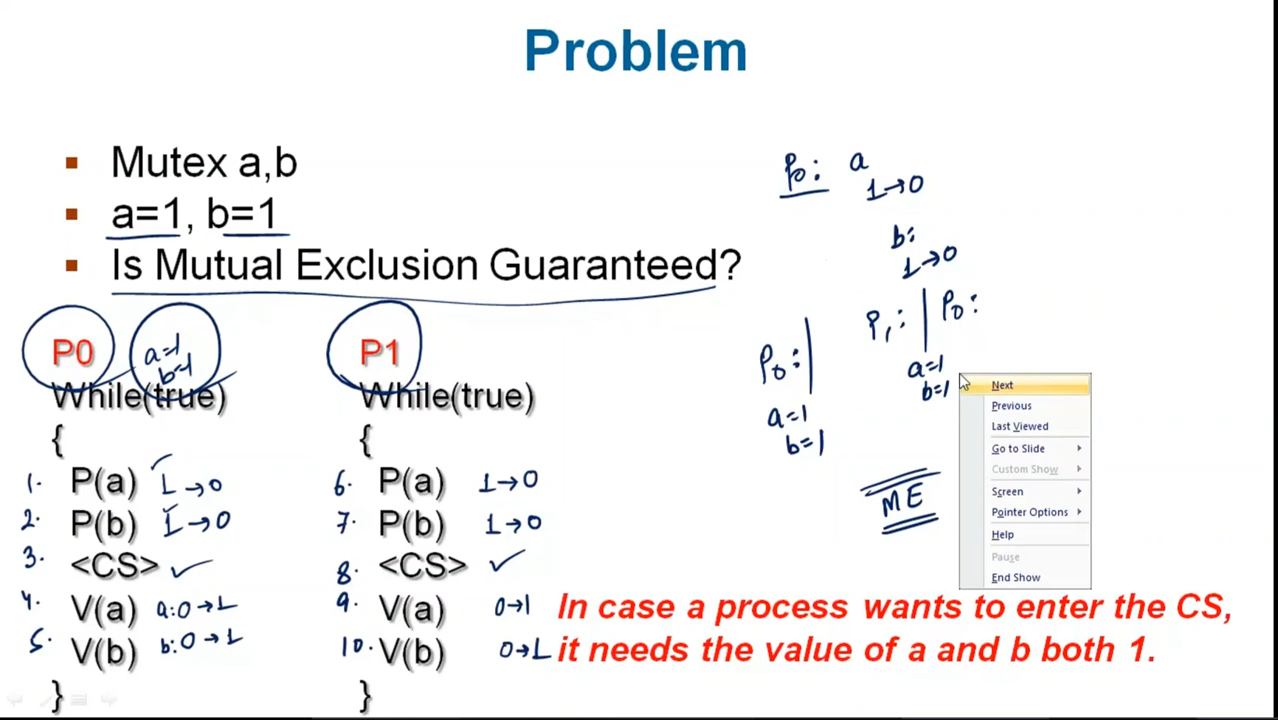 Problem
▪ Mutex a,b
▪ a=1, b=1
▪ Is Mutual Exclusion Guaranteed?
P0: a
1→0
b:
1→0
P1: | P0:
a=1
b=1
P0: |
a=1
b=1
ME
P0
a=1
b=1
While(true)
{
1. P(a) 1→0
2. P(b) 1→0
3. <CS> ✓
4. V(a) a:0→1
5. V(b) b:0→1
}
P1
While(true)
{
6. P(a) 1→0
7. P(b) 1→0
8. <CS> ✓
9. V(a) 0→1
10. V(b) 0→1
}
Next
Previous
Last Viewed
Go to Slide
Custom Show
Screen
Pointer Options
Help
Pause
End Show
In case a process wants to enter the CS,
it needs the value of a and b both 1.